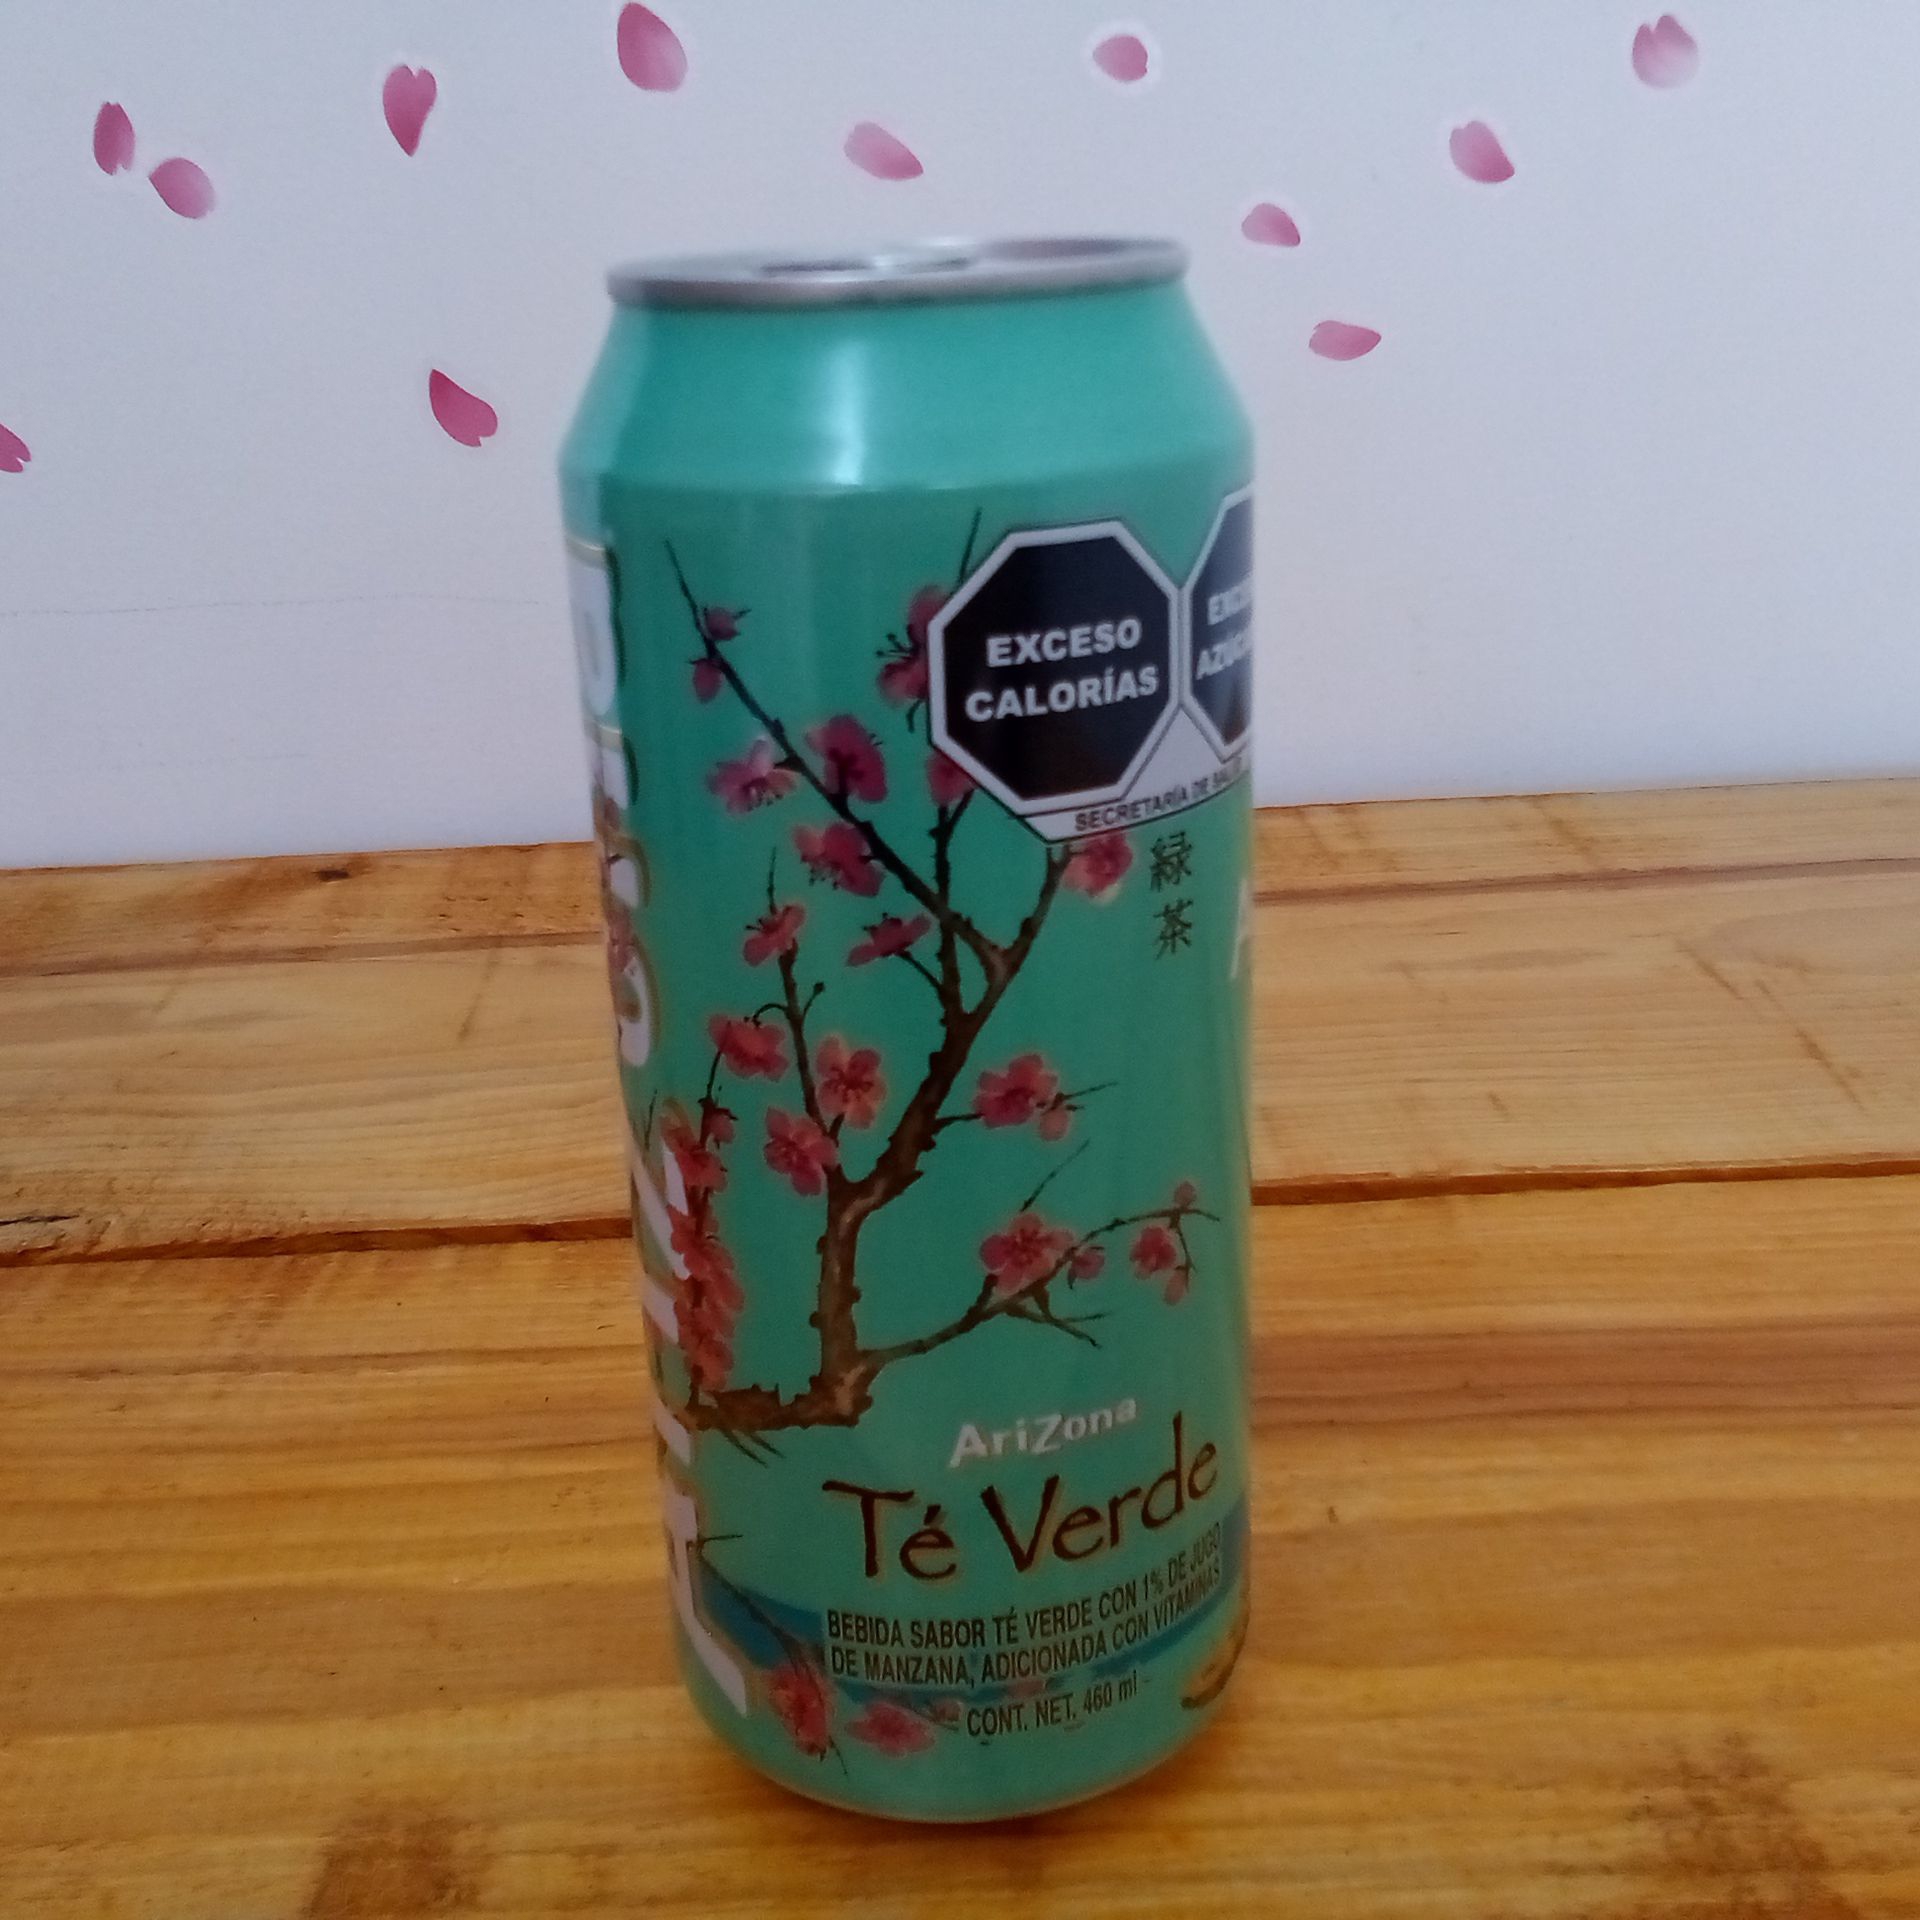 EXCESO
CALORÍAS
SECRETARÍA DE
緑
茶
AriZona
Té Verde
BEBIDA SABOR TÉ VERDE CON 1% DE JUGO
DE MANZANA, ADICIONADA CON VITAMINAS
CONT. NET. 460 ml